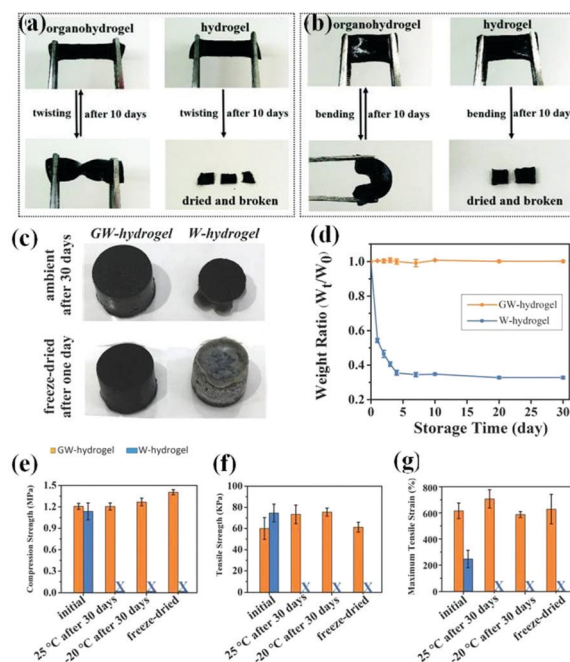 (a)
organohydrogel hydrogel
twisting after 10 days twisting after 10 days
dried and broken
(b)
organohydrogel hydrogel
bending after 10 days bending after 10 days
dried and broken
(c)
GW-hydrogel W-hydrogel
ambient
after 30 days
freeze-dried
after one day
(d)
Weight Ratio (Wt/W0)
1.0
0.8
0.6
0.4
0.2
GW-hydrogel
W-hydrogel
0 5 10 15 20 25 30
Storage Time (day)
GW-hydrogel W-hydrogel
(e)
Compression Strength (MPa)
1.5
1.2
0.9
0.6
0.3
0.0
X X X
initial
25 °C after 30 days
-20 °C after 30 days
freeze-dried
(f)
Tensile Strength (KPa)
100
80
60
40
20
0
X X X
initial
25 °C after 30 days
-20 °C after 30 days
freeze-dried
(g)
Maximum Tensile Strain (%)
800
600
400
200
0
X X X
initial
25 °C after 30 days
-20 °C after 30 days
freeze-dried